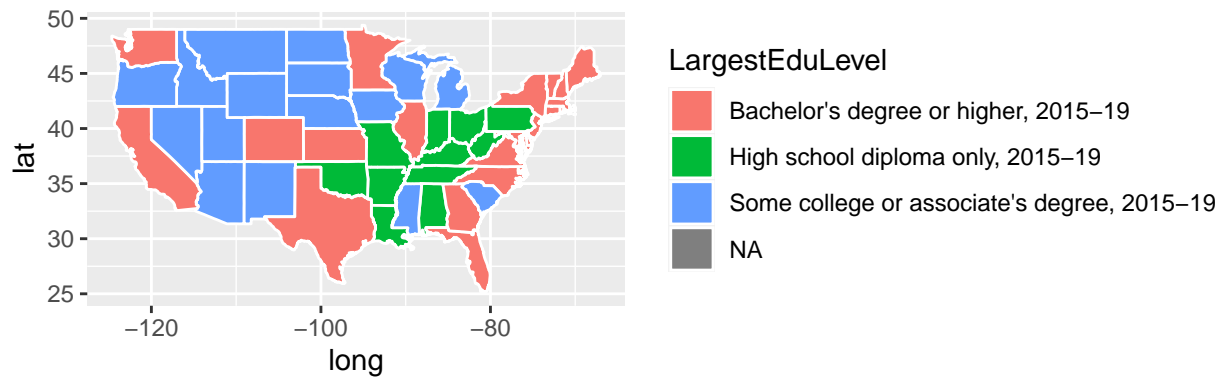 50
45
40
35
30
25
lat
−120
−100
−80
long
LargestEduLevel
Bachelor's degree or higher, 2015−19
High school diploma only, 2015−19
Some college or associate's degree, 2015−19
NA